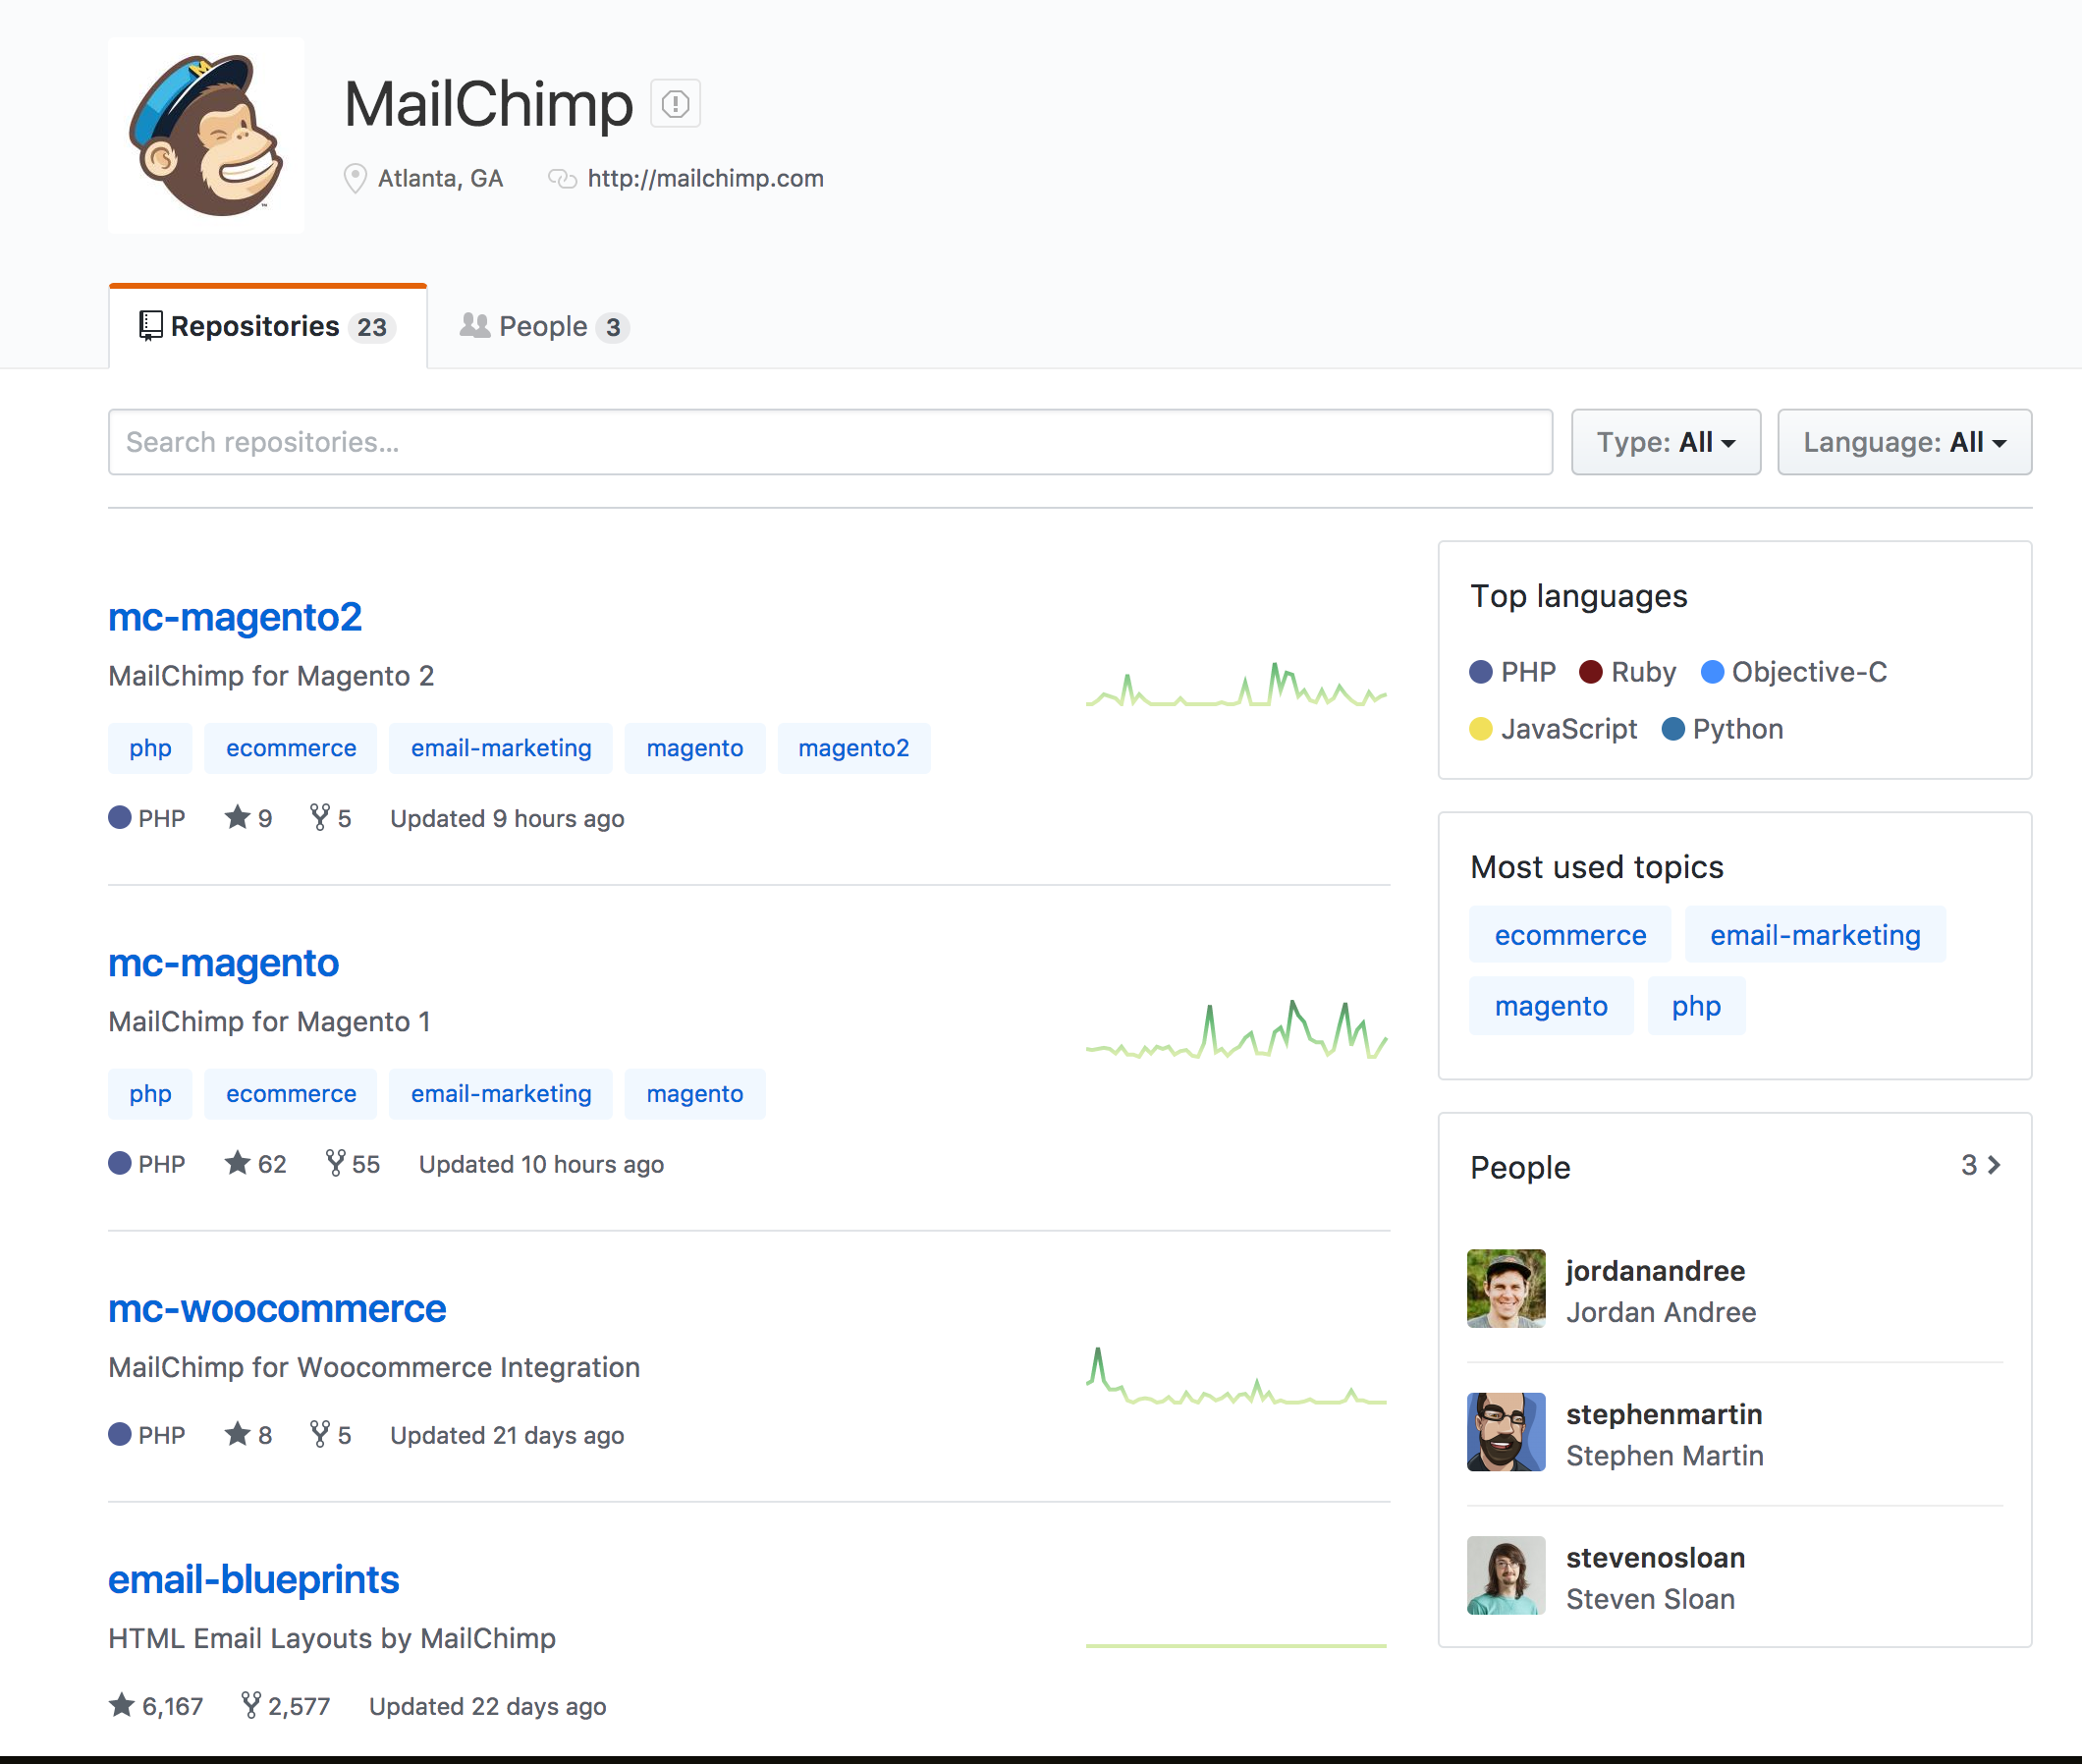 MailChimp
Atlanta, GA http://mailchimp.com
Repositories 23 People 3
Search repositories... Type: All Language: All
mc-magento2
MailChimp for Magento 2
php ecommerce email-marketing magento magento2
PHP 9 5 Updated 9 hours ago
mc-magento
MailChimp for Magento 1
php ecommerce email-marketing magento
PHP 62 55 Updated 10 hours ago
mc-woocommerce
MailChimp for Woocommerce Integration
PHP 8 5 Updated 21 days ago
email-blueprints
HTML Email Layouts by MailChimp
6,167 2,577 Updated 22 days ago
Top languages
PHP Ruby Objective-C
JavaScript Python
Most used topics
ecommerce email-marketing
magento php
People 3
jordanandree
Jordan Andree
stephenmartin
Stephen Martin
stevenosloan
Steven Sloan